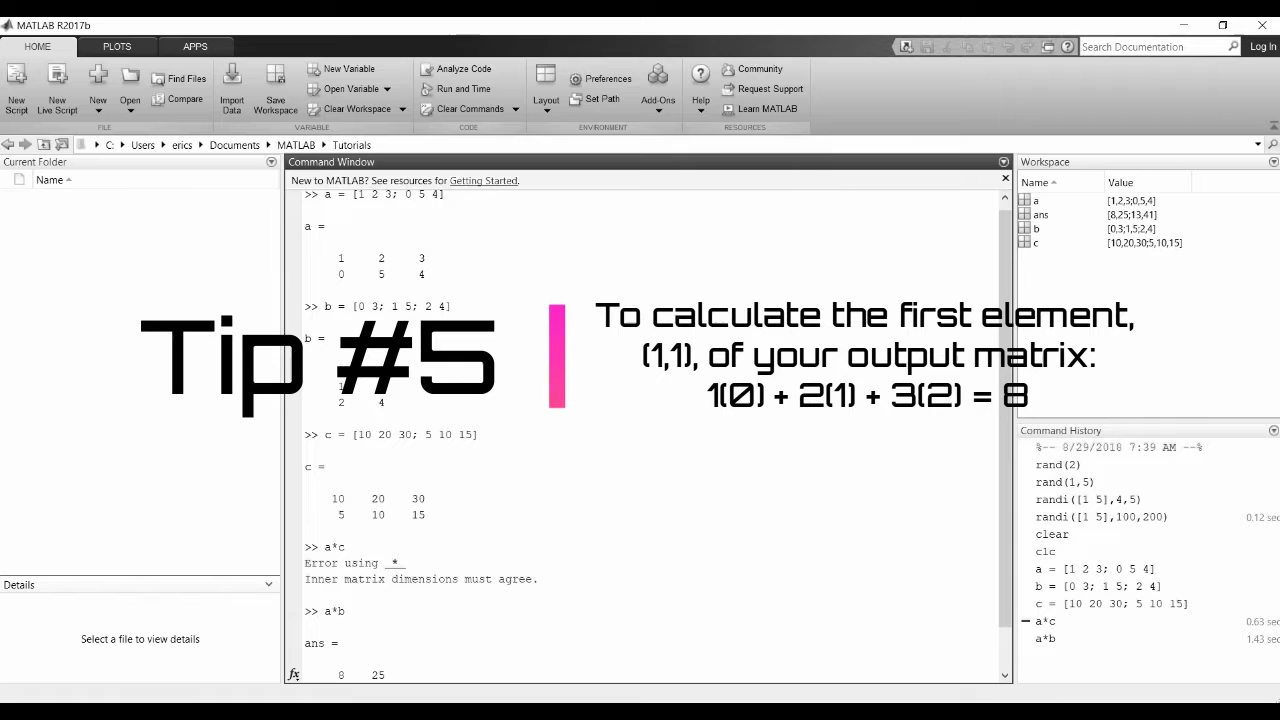 MATLAB R2017b
HOME PLOTS APPS
Search Documentation
Log In
New Script
New Live Script
New
Open
Find Files
Compare
FILE
Import Data
Save Workspace
New Variable
Open Variable
Clear Workspace
VARIABLE
Analyze Code
Run and Time
Clear Commands
CODE
Layout
Preferences
Set Path
Add-Ons
ENVIRONMENT
Help
Community
Request Support
Learn MATLAB
RESOURCES
C: Users erics Documents MATLAB Tutorials
Current Folder
Name
Details
Select a file to view details
Command Window
New to MATLAB? See resources for Getting Started.
>> a = [1 2 3; 0 5 4]
a =
1 2 3
0 5 4
>> b = [0 3; 1 5; 2 4]
b =
2 4
>> c = [10 20 30; 5 10 15]
c =
10 20 30
5 10 15
>> a*c
Error using *
Inner matrix dimensions must agree.
>> a*b
ans =
fx
8 25
Tip #5
To calculate the first element,
(1,1), of your output matrix:
1(0) + 2(1) + 3(2) = 8
Workspace
Name Value
a [1,2,3;0,5,4]
ans [8,25;13,41]
b [0,3;1,5;2,4]
c [10,20,30;5,10,15]
Command History
%-- 8/29/2018 7:39 AM --%
rand(2)
rand(1,5)
randi([1 5],4,5)
randi([1 5],100,200) 0.12 sec
clear
clc
a = [1 2 3; 0 5 4]
b = [0 3; 1 5; 2 4]
c = [10 20 30; 5 10 15]
a*c 0.63 sec
a*b 1.43 sec